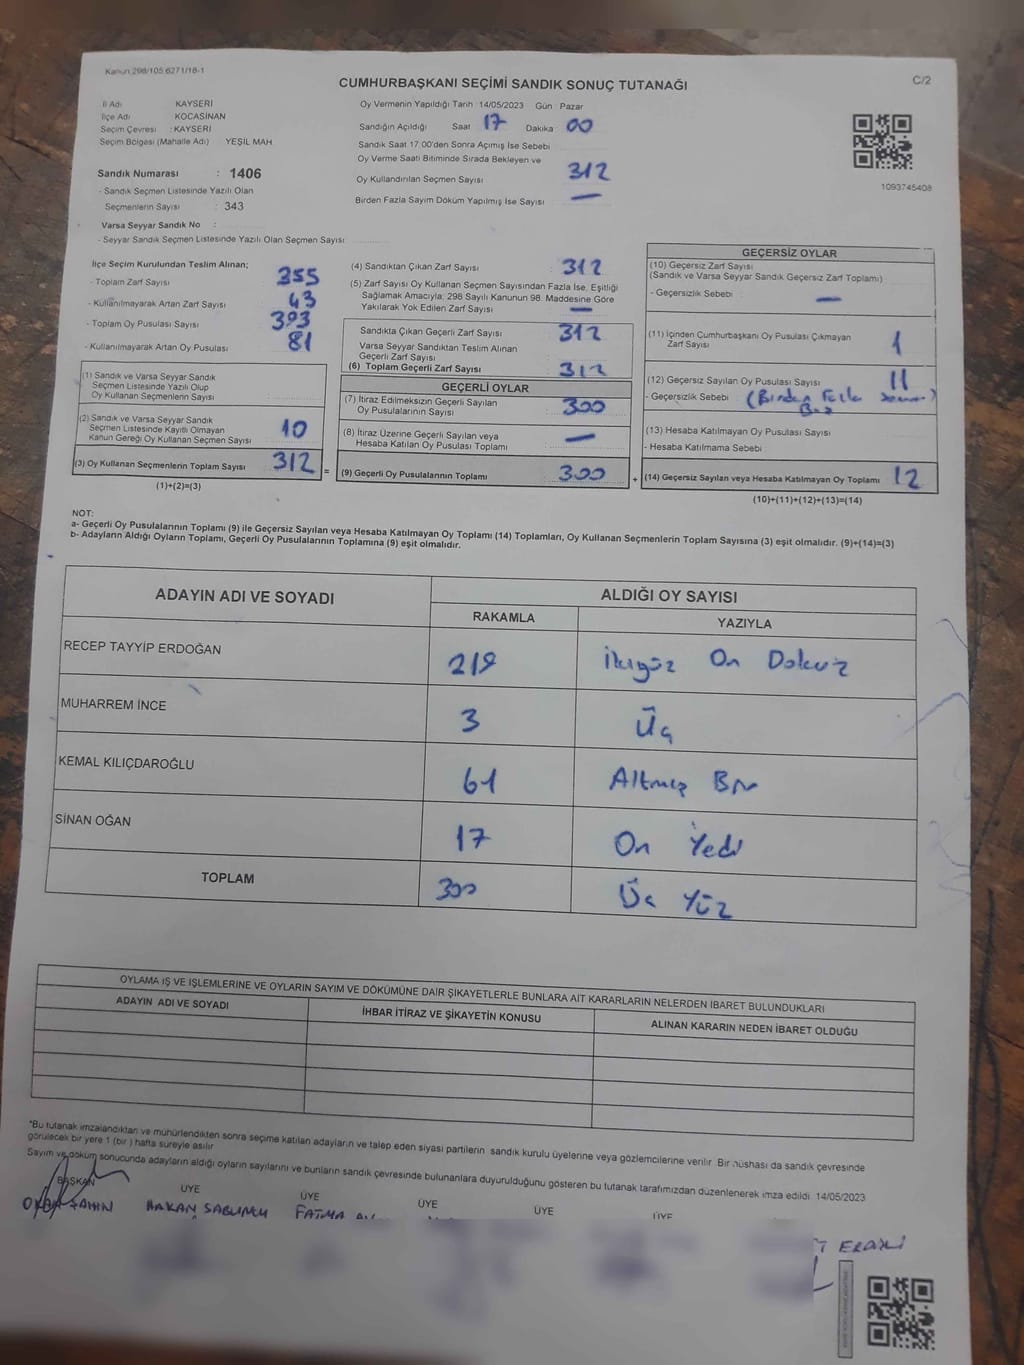 Kanun 298/105 6271/18-1
C/2
CUMHURBAŞKANI SEÇİMİ SANDIK SONUÇ TUTANAĞI
İl Adı KAYSERİ
İlçe Adı KOCASİNAN
Seçim Çevresi : KAYSERİ
Seçim Bölgesi (Mahalle Adı) YEŞİL MAH
Sandık Numarası : 1406
- Sandık Seçmen Listesinde Yazılı Olan
Seçmenlerin Sayısı : 343
Varsa Seyyar Sandık No :
- Seyyar Sandık Seçmen Listesinde Yazılı Olan Seçmen Sayısı
Oy Vermenin Yapıldığı Tarih : 14/05/2023 Gün : Pazar
Sandığın Açıldığı Saat 17 Dakika 00
Sandık Saat 17 00'den Sonra Açımış İse Sebebi
Oy Verme Saati Bitiminde Sırada Bekleyen ve
Oy Kullandırılan Seçmen Sayısı 312
Birden Fazla Sayım Döküm Yapılmış İse Sayısı —
1093745408
İlçe Seçim Kurulundan Teslim Alınan;
- Toplam Zarf Sayısı 355
- Kullanılmayarak Artan Zarf Sayısı 43
- Toplam Oy Pusulası Sayısı 393
- Kullanılmayarak Artan Oy Pusulası 81
(1) Sandık ve Varsa Seyyar Sandık
Seçmen Listesinde Yazılı Olup
Oy Kullanan Seçmenlerin Sayısı
(2) Sandık ve Varsa Seyyar Sandık
Seçmen Listesinde Kayıtlı Olmayan
Kanun Gereği Oy Kullanan Seçmen Sayısı 10
(3) Oy Kullanan Seçmenlerin Toplam Sayısı 312 =
(1)+(2)=(3)
(4) Sandıktan Çıkan Zarf Sayısı : 312
(5) Zarf Sayısı Oy Kullanan Seçmen Sayısından Fazla İse, Eşitliği
Sağlamak Amacıyla; 298 Sayılı Kanunun 98. Maddesine Göre
Yakılarak Yok Edilen Zarf Sayısı —
Sandıkta Çıkan Geçerli Zarf Sayısı 312
Varsa Seyyar Sandıktan Teslim Alınan
Geçerli Zarf Sayısı
(6) Toplam Geçerli Zarf Sayısı 312
GEÇERLİ OYLAR
(7) İtiraz Edilmeksizin Geçerli Sayılan
Oy Pusulalarının Sayısı 300
(8) İtiraz Üzerine Geçerli Sayılan veya
Hesaba Katılan Oy Pusulası Toplamı —
(9) Geçerli Oy Pusulalarının Toplamı 300 +
GEÇERSİZ OYLAR
(10) Geçersiz Zarf Sayısı
(Sandık ve Varsa Seyyar Sandık Geçersiz Zarf Toplamı)
- Geçersizlik Sebebi : —
(11) İçinden Cumhurbaşkanı Oy Pusulası Çıkmayan
Zarf Sayısı 1
(12) Geçersiz Sayılan Oy Pusulası Sayısı 11
- Geçersizlik Sebebi (Birden Fazla
(13) Hesaba Katılmayan Oy Pusulası Sayısı
- Hesaba Katılmama Sebebi
(14) Geçersiz Sayılan veya Hesaba Katılmayan Oy Toplamı 12
(10)+(11)+(12)+(13)=(14)
NOT:
a- Geçerli Oy Pusulalarının Toplamı (9) ile Geçersiz Sayılan veya Hesaba Katılmayan Oy Toplamı (14) Toplamları, Oy Kullanan Seçmenlerin Toplam Sayısına (3) eşit olmalıdır. (9)+(14)=(3)
b- Adayların Aldığı Oyların Toplamı, Geçerli Oy Pusulalarının Toplamına (9) eşit olmalıdır.
ADAYIN ADI VE SOYADI ALDIĞI OY SAYISI
RAKAMLA YAZIYLA
RECEP TAYYİP ERDOĞAN 219 İkiyüz On Dokuz
MUHARREM İNCE 3 Üç
KEMAL KILIÇDAROĞLU 61 Altmış Bir
SİNAN OĞAN 17 On Yedi
TOPLAM 300 Üç Yüz
OYLAMA İŞ VE İŞLEMLERİNE VE OYLARIN SAYIM VE DÖKÜMÜNE DAİR ŞİKAYETLERLE BUNLARA AİT KARARLARIN NELERDEN İBARET BULUNDUKLARI
ADAYIN ADI VE SOYADI İHBAR İTİRAZ VE ŞİKAYETİN KONUSU ALINAN KARARIN NEDEN İBARET OLDUĞU
*Bu tutanak imzalandıktan ve mühürlendikten sonra seçime katılan adayların ve talep eden siyasi partilerin sandık kurulu üyelerine veya gözlemcilerine verilir Bir nüshası da sandık çevresinde
görülecek bir yere 1 (bir ) hafta süreyle asılır
Sayım ve döküm sonucunda adayların aldığı oyların sayılarını ve bunların sandık çevresinde bulunanlara duyurulduğunu gösteren bu tutanak tarafımızdan düzenlenerek imza edildi 14/05/2023
BAŞKAN ÜYE ÜYE ÜYE ÜYE ÜYE
ŞAHİN HAKAN SABUNCU FATMA